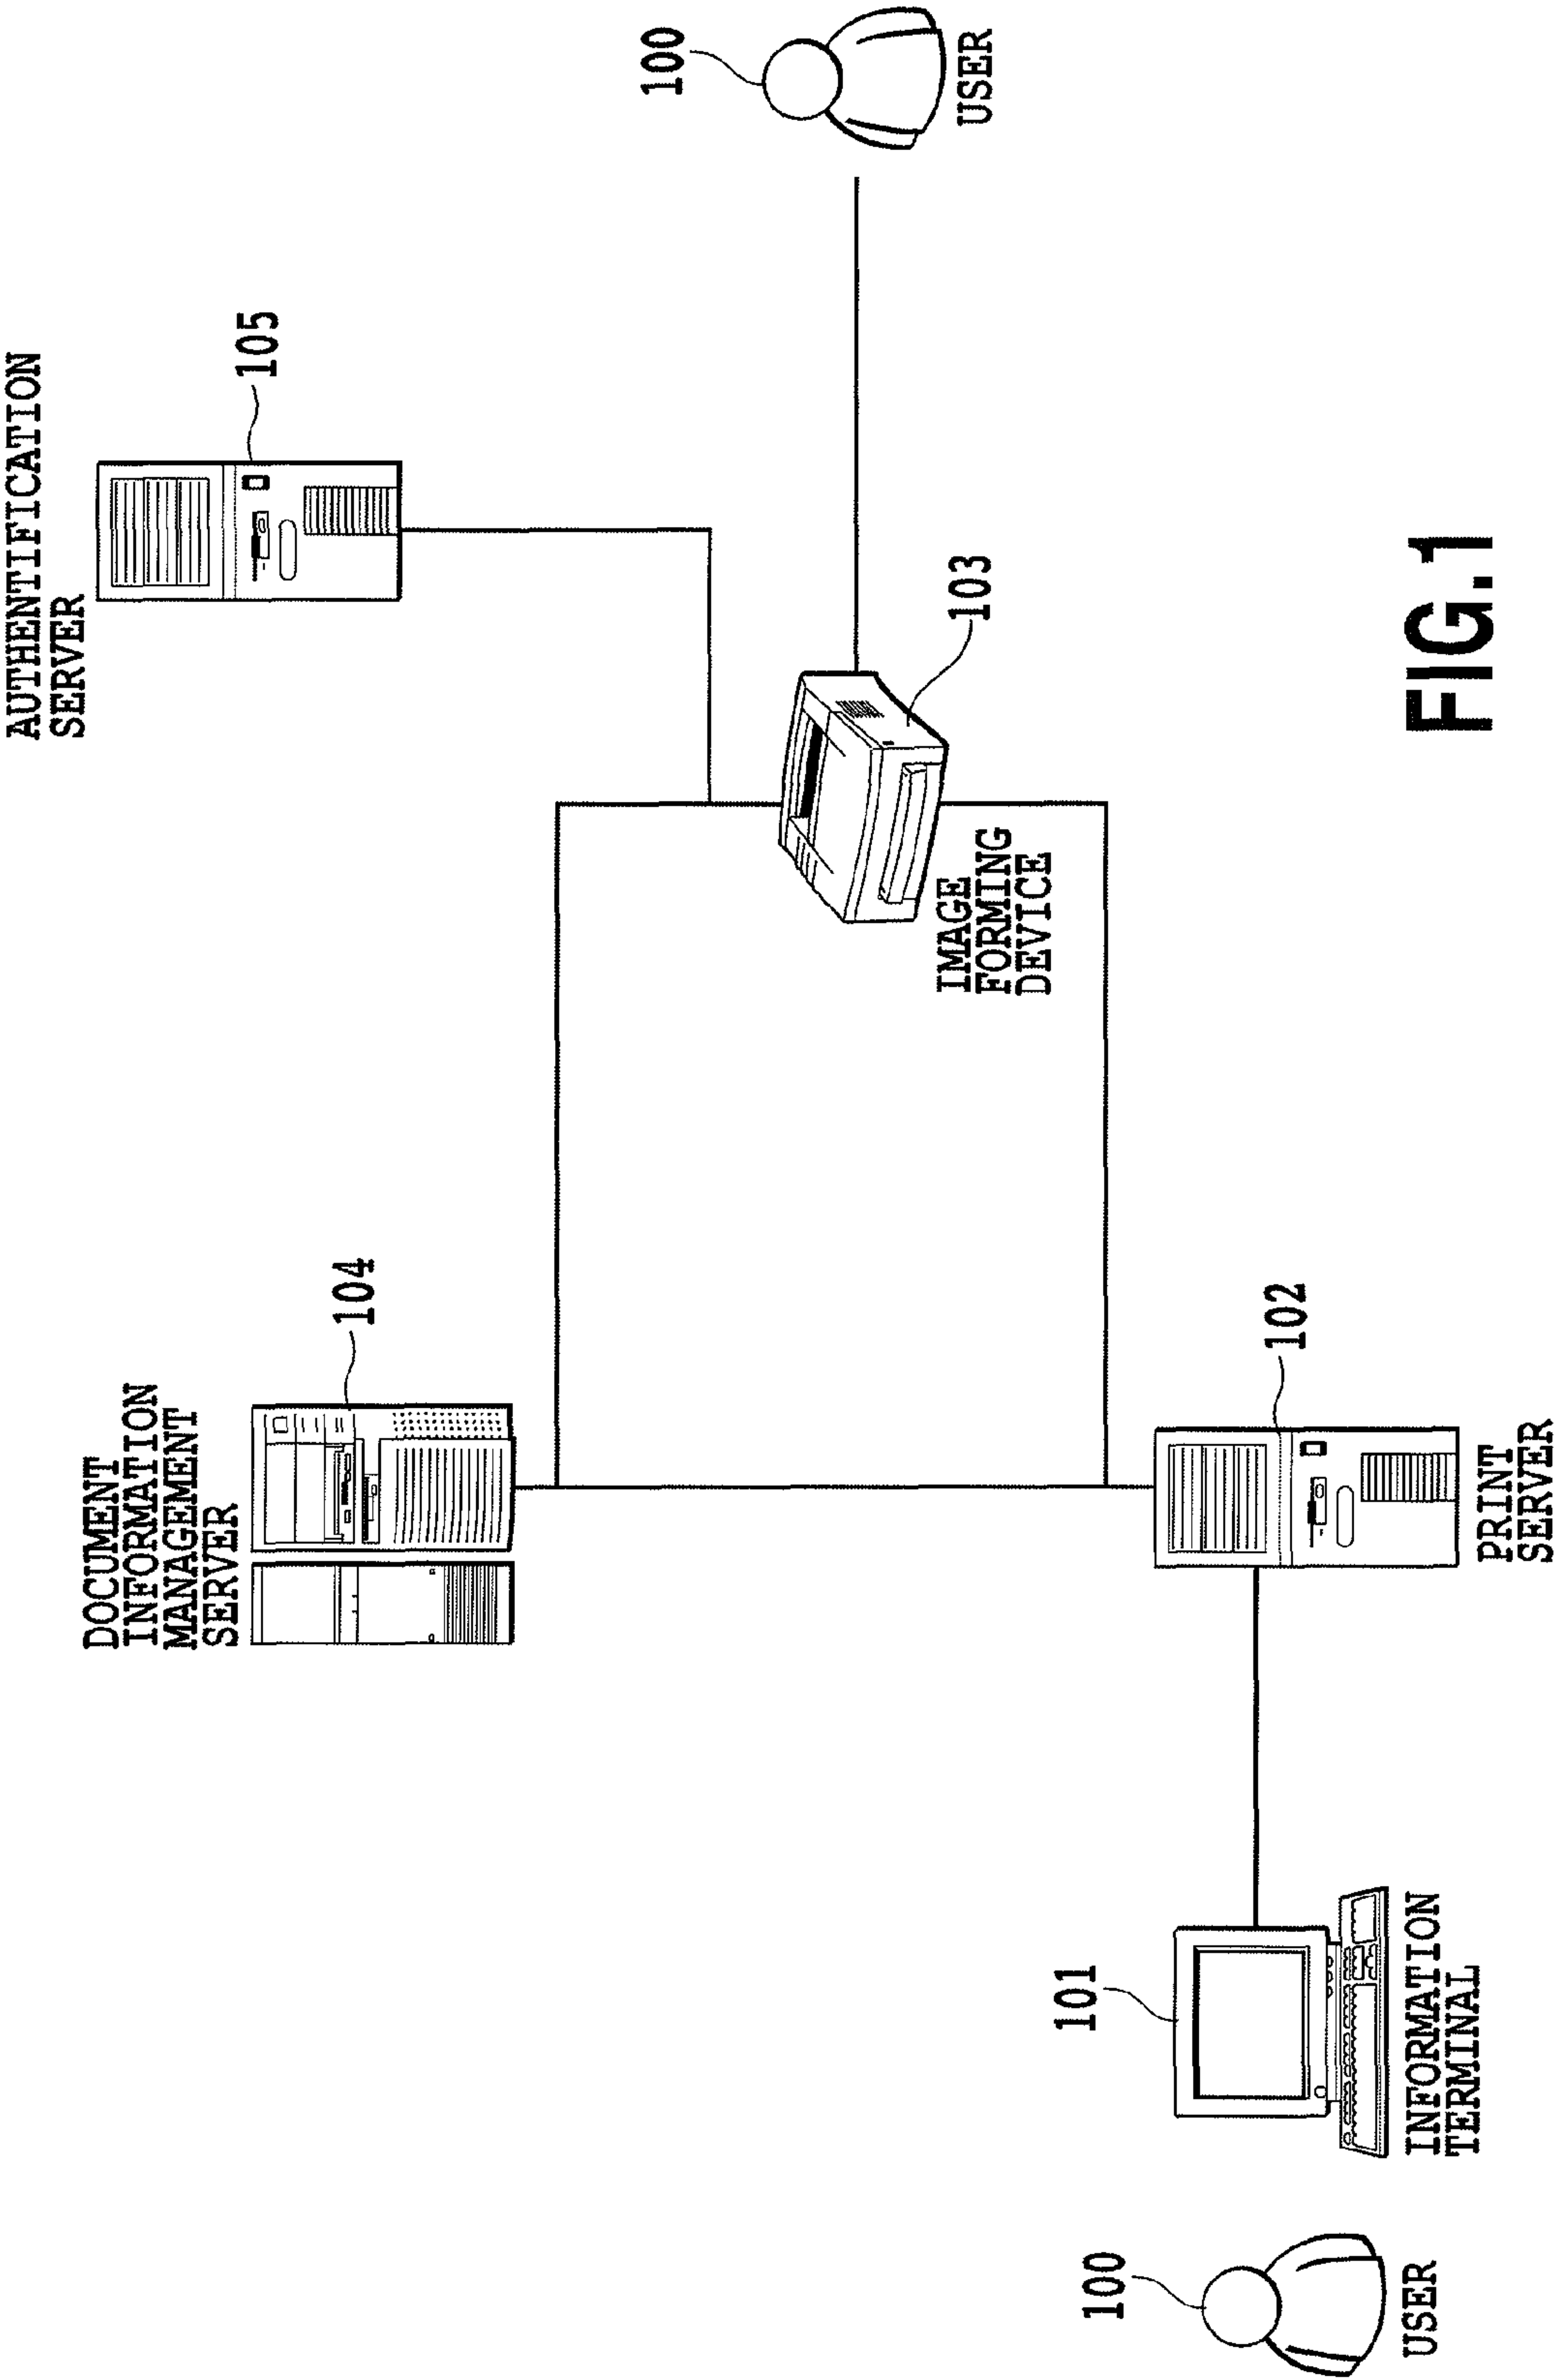 AUTHENTIFICATION
SERVER
105
100
USER
DOCUMENT
INFORMATION
MANAGEMENT
SERVER
104
103
IMAGE
FORMING
DEVICE
102
PRINT
SERVER
101
INFORMATION
TERMINAL
100
USER
FIG.1